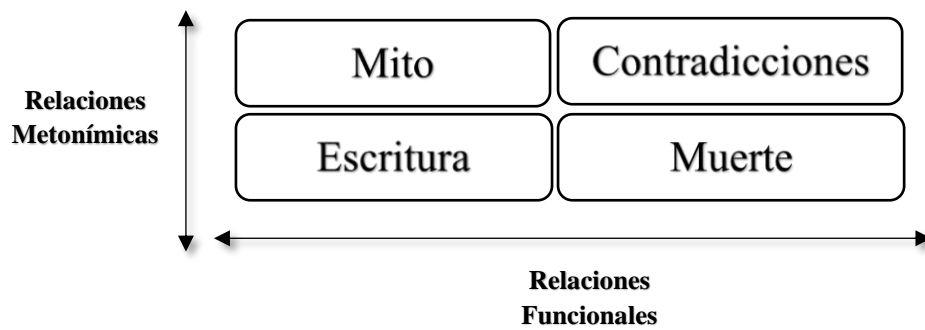 Mito
Contradicciones
Relaciones
Metonímicas
Escritura
Muerte
Relaciones
Funcionales